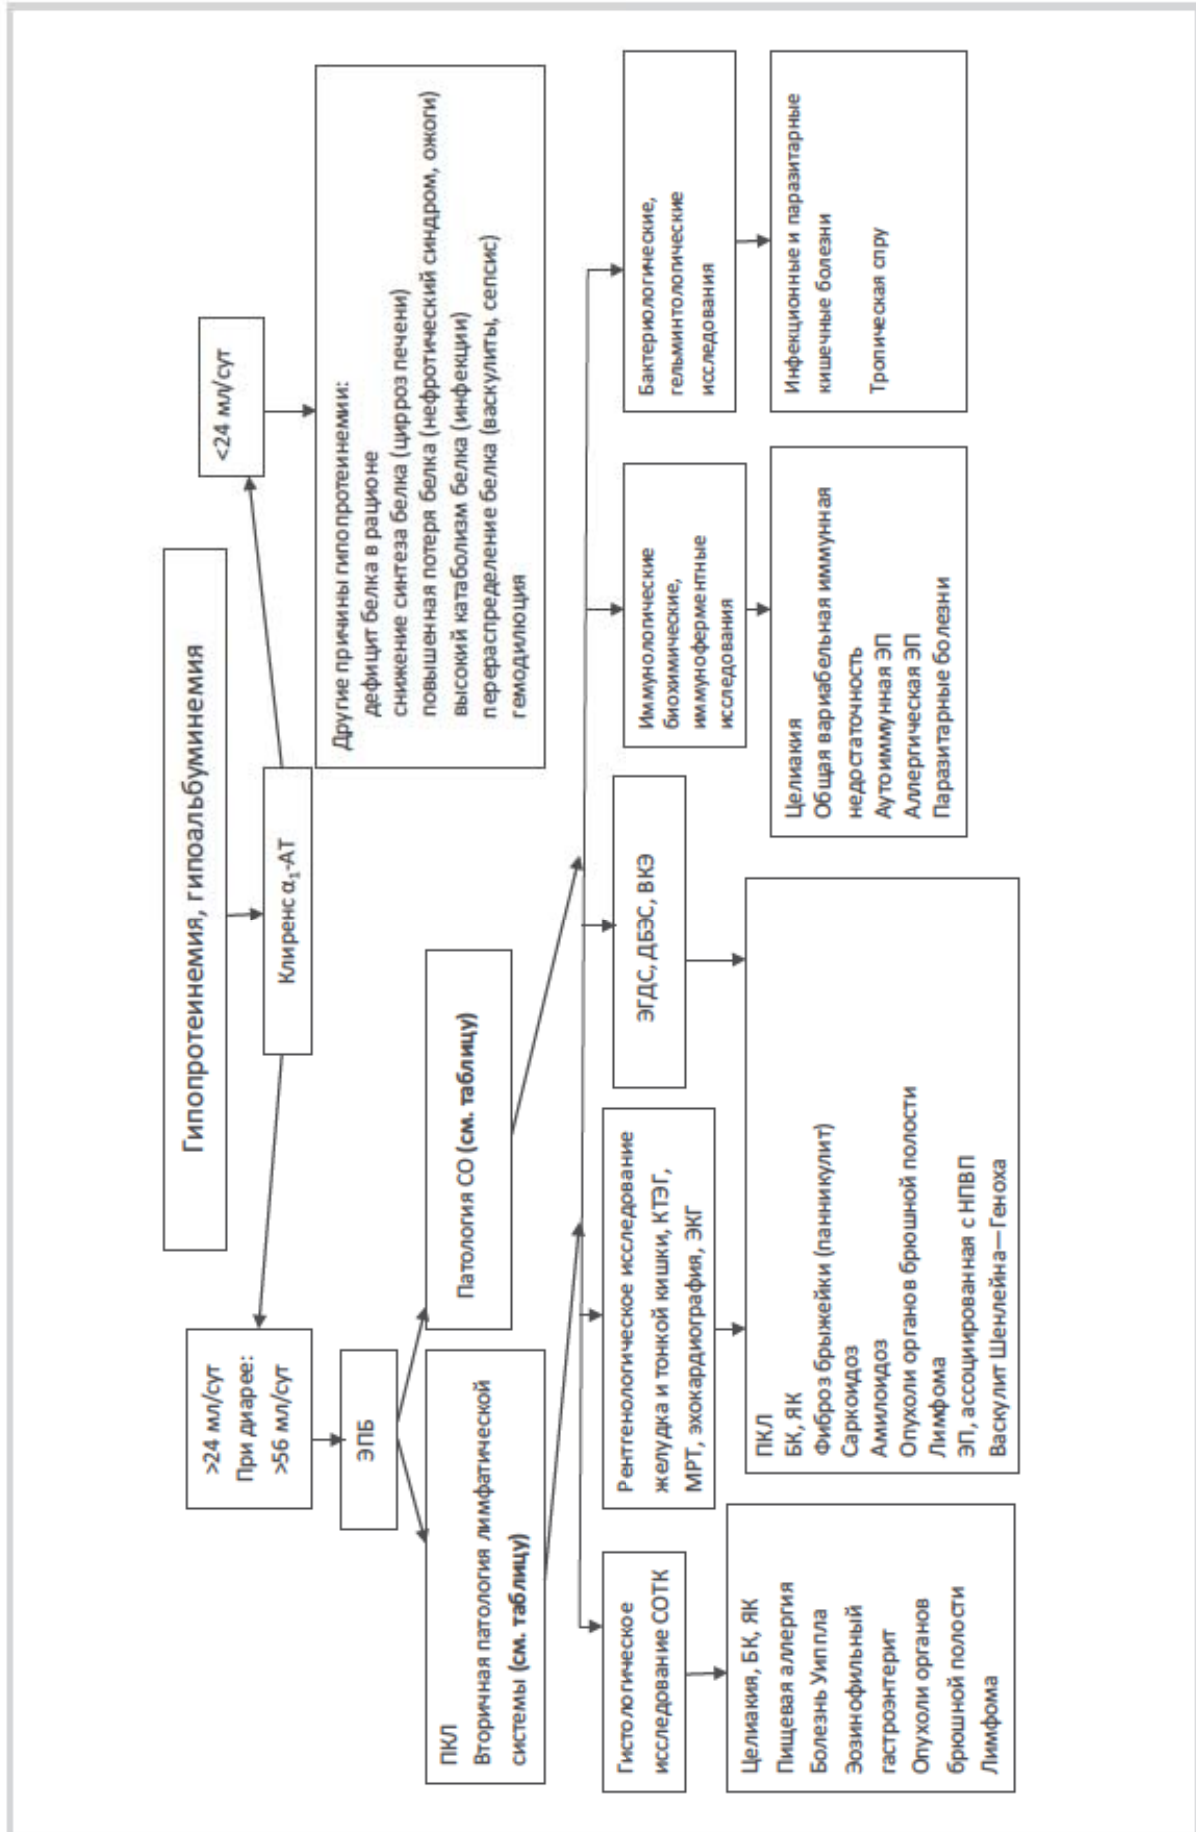 Гипопротеинемия, гипоальбуминемия
Клиренс α₁-АТ
>24 мл/сут
При диарее:
>56 мл/сут
<24 мл/сут
ЭПБ
Другие причины гипопротеинемии:
дефицит белка в рационе
снижение синтеза белка (цирроз печени)
повышенная потеря белка (нефротический синдром, ожоги)
высокий катаболизм белка (инфекции)
перераспределение белка (васкулиты, сепсис)
гемодилюция
ПКЛ
Вторичная патология лимфатической
системы (см. таблицу)
Патология СО (см. таблицу)
Гистологическое
исследование СОТК
Рентгенологическое исследование
желудка и тонкой кишки, КТЭГ,
МРТ, эхокардиография, ЭКГ
ЭГДС, ДБЭС, ВКЭ
Иммунологические
биохимические,
иммуноферментные
исследования
Бактериологические,
гельминтологические
исследования
Целиакия, БК, ЯК
Пищевая аллергия
Болезнь Уиппла
Эозинофильный
гастроэнтерит
Опухоли органов
брюшной полости
Лимфома
ПКЛ
БК, ЯК
Фиброз брыжейки (панникулит)
Саркоидоз
Амилоидоз
Опухоли органов брюшной полости
Лимфома
ЭП, ассоциированная с НПВП
Васкулит Шенлейна—Геноха
Целиакия
Общая вариабельная иммунная
недостаточность
Аутоиммунная ЭП
Аллергическая ЭП
Паразитарные болезни
Инфекционные и паразитарные
кишечные болезни
Тропическая спру